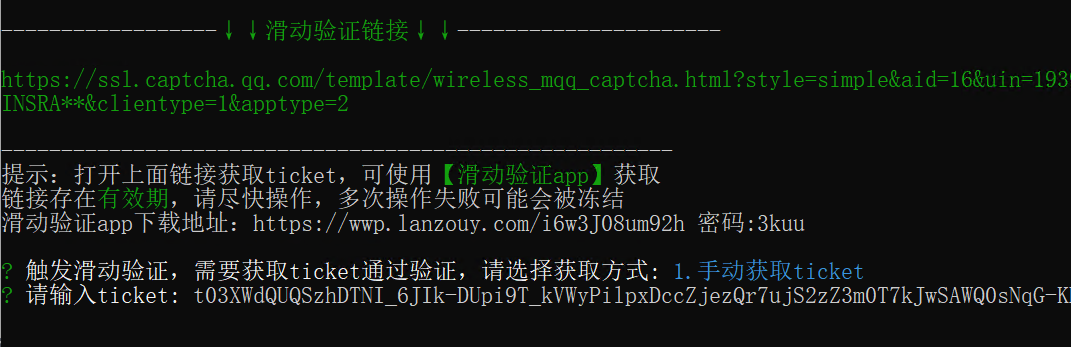 ------------------↓↓滑动验证链接↓↓----------------------
https://ssl.captcha.qq.com/template/wireless_mqq_captcha.html?style=simple&aid=16&uin=1939
INSRA**&clientype=1&apptype=2
--------------------------------------------------------
提示：打开上面链接获取ticket，可使用【滑动验证app】获取
链接存在有效期，请尽快操作，多次操作失败可能会被冻结
滑动验证app下载地址：https://wwp.lanzouy.com/i6w3J08um92h 密码:3kuu
? 触发滑动验证，需要获取ticket通过验证，请选择获取方式: 1.手动获取ticket
? 请输入ticket: t03XWdQUQSzhDTNI_6JIk-DUpi9T_kVWyPilpxDccZjezQr7ujS2zZ3m0T7kJwSAWQ0sNqG-K